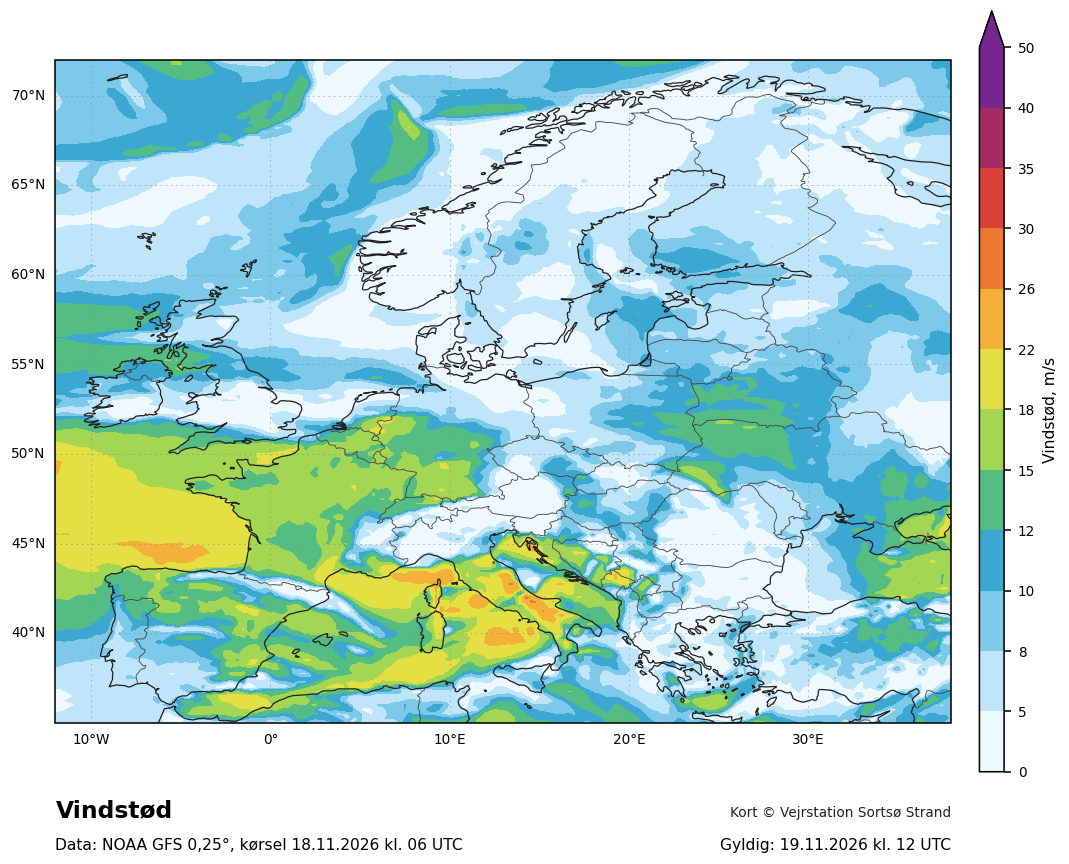 70°N
65°N
60°N
55°N
50°N
45°N
40°N
10°W
0°
10°E
20°E
30°E
50
40
35
30
26
22
18
15
12
10
8
5
0
Vindstød, m/s
Vindstød
Kort © Vejrstation Sortsø Strand
Data: NOAA GFS 0,25°, kørsel 18.11.2026 kl. 06 UTC
Gyldig: 19.11.2026 kl. 12 UTC